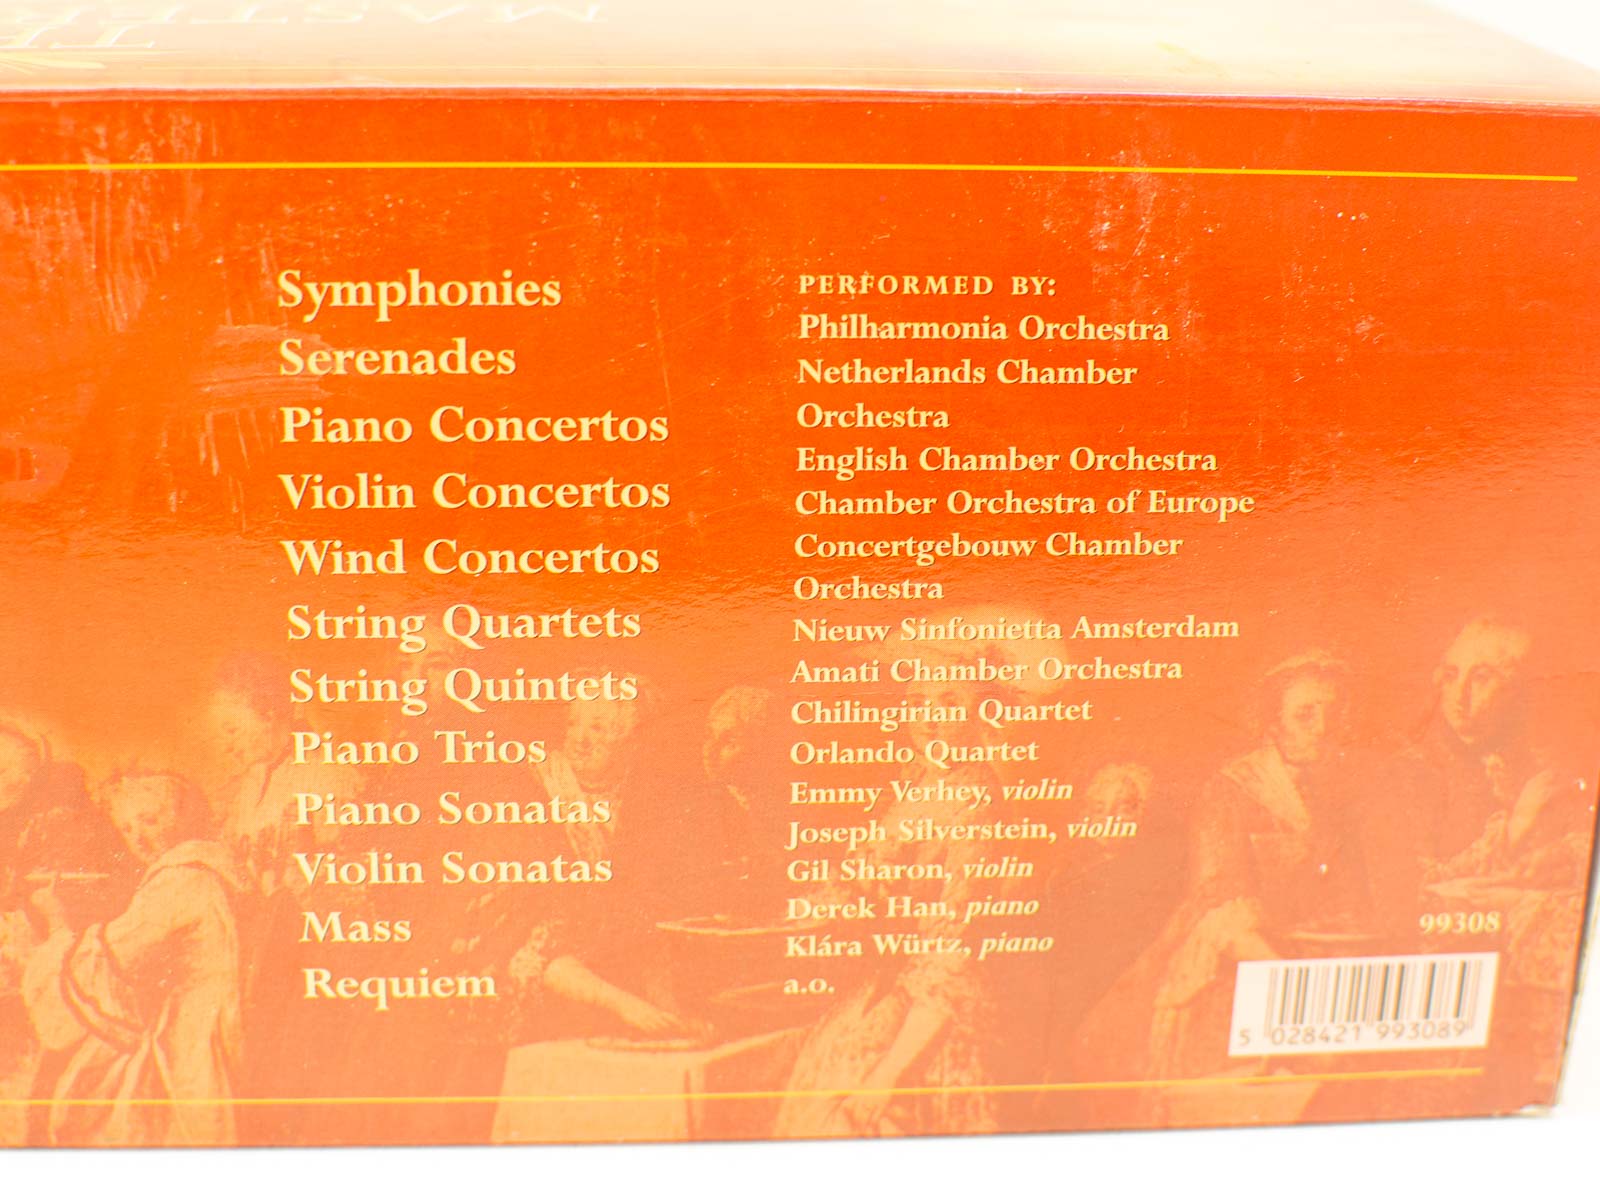 Symphonies
Serenades
Piano Concertos
Violin Concertos
Wind Concertos
String Quartets
String Quintets
Piano Trios
Piano Sonatas
Violin Sonatas
Mass
Requiem
PERFORMED BY:
Philharmonia Orchestra
Netherlands Chamber
Orchestra
English Chamber Orchestra
Chamber Orchestra of Europe
Concertgebouw Chamber
Orchestra
Nieuw Sinfonietta Amsterdam
Amati Chamber Orchestra
Chilingirian Quartet
Orlando Quartet
Emmy Verhey, violin
Joseph Silverstein, violin
Gil Sharon, violin
Derek Han, piano
Klára Würtz, piano
a.o.
99308
5 028421 993089